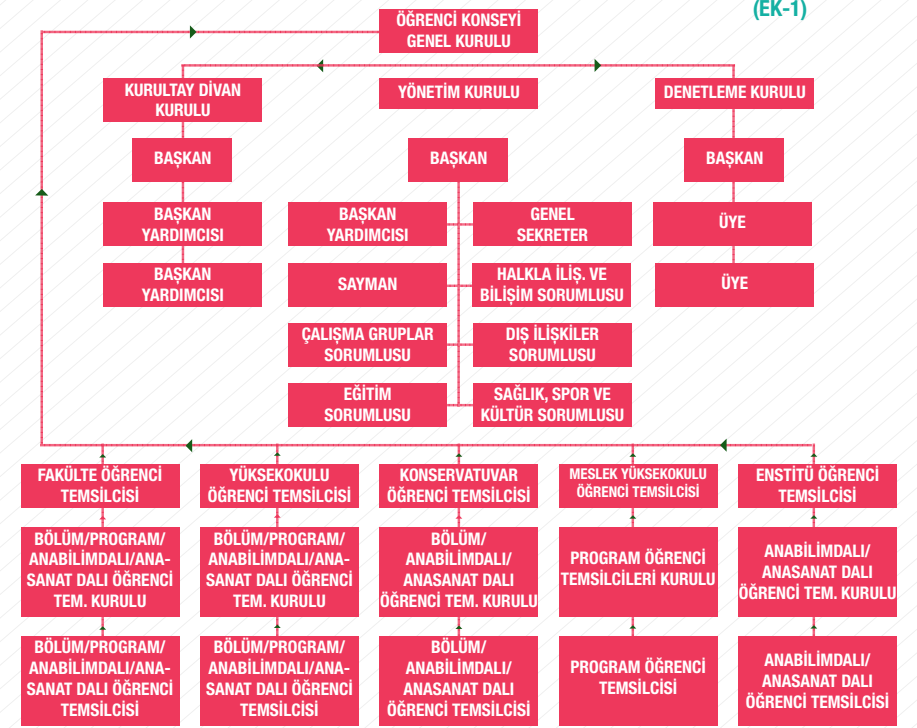 (EK-1)
ÖĞRENCİ KONSEYİ
GENEL KURULU
KURULTAY DİVAN
KURULU
YÖNETİM KURULU
DENETLEME KURULU
BAŞKAN
BAŞKAN
BAŞKAN
BAŞKAN
YARDIMCISI
BAŞKAN
YARDIMCISI
GENEL
SEKRETER
ÜYE
BAŞKAN
YARDIMCISI
SAYMAN
HALKLA İLİŞ. VE
BİLİŞİM SORUMLUSU
ÜYE
ÇALIŞMA GRUPLAR
SORUMLUSU
DIŞ İLİŞKİLER
SORUMLUSU
EĞİTİM
SORUMLUSU
SAĞLIK, SPOR VE
KÜLTÜR SORUMLUSU
FAKÜLTE ÖĞRENCİ
TEMSİLCİSİ
YÜKSEKOKULU
ÖĞRENCİ TEMSİLCİSİ
KONSERVATUVAR
ÖĞRENCİ TEMSİLCİSİ
MESLEK YÜKSEKOKULU
ÖĞRENCİ TEMSİLCİSİ
ENSTİTÜ ÖĞRENCİ
TEMSİLCİSİ
BÖLÜM/PROGRAM/
ANABİLİMDALI/ANA-
SANAT DALI ÖĞRENCİ
TEM. KURULU
BÖLÜM/PROGRAM/
ANABİLİMDALI/ANA-
SANAT DALI ÖĞRENCİ
TEM. KURULU
BÖLÜM/
ANABİLİMDALI/
ANASANAT DALI
ÖĞRENCİ TEM. KURULU
PROGRAM ÖĞRENCİ
TEMSİLCİLERİ KURULU
ANABİLİMDALI/
ANASANAT DALI
ÖĞRENCİ TEM. KURULU
BÖLÜM/PROGRAM/
ANABİLİMDALI/ANA-
SANAT DALI ÖĞRENCİ
TEMSİLCİSİ
BÖLÜM/PROGRAM/
ANABİLİMDALI/ANA-
SANAT DALI ÖĞRENCİ
TEMSİLCİSİ
BÖLÜM/
ANABİLİMDALI/
ANASANAT DALI
ÖĞRENCİ TEMSİLCİSİ
PROGRAM ÖĞRENCİ
TEMSİLCİSİ
ANABİLİMDALI/
ANASANAT DALI
ÖĞRENCİ TEMSİLCİSİ